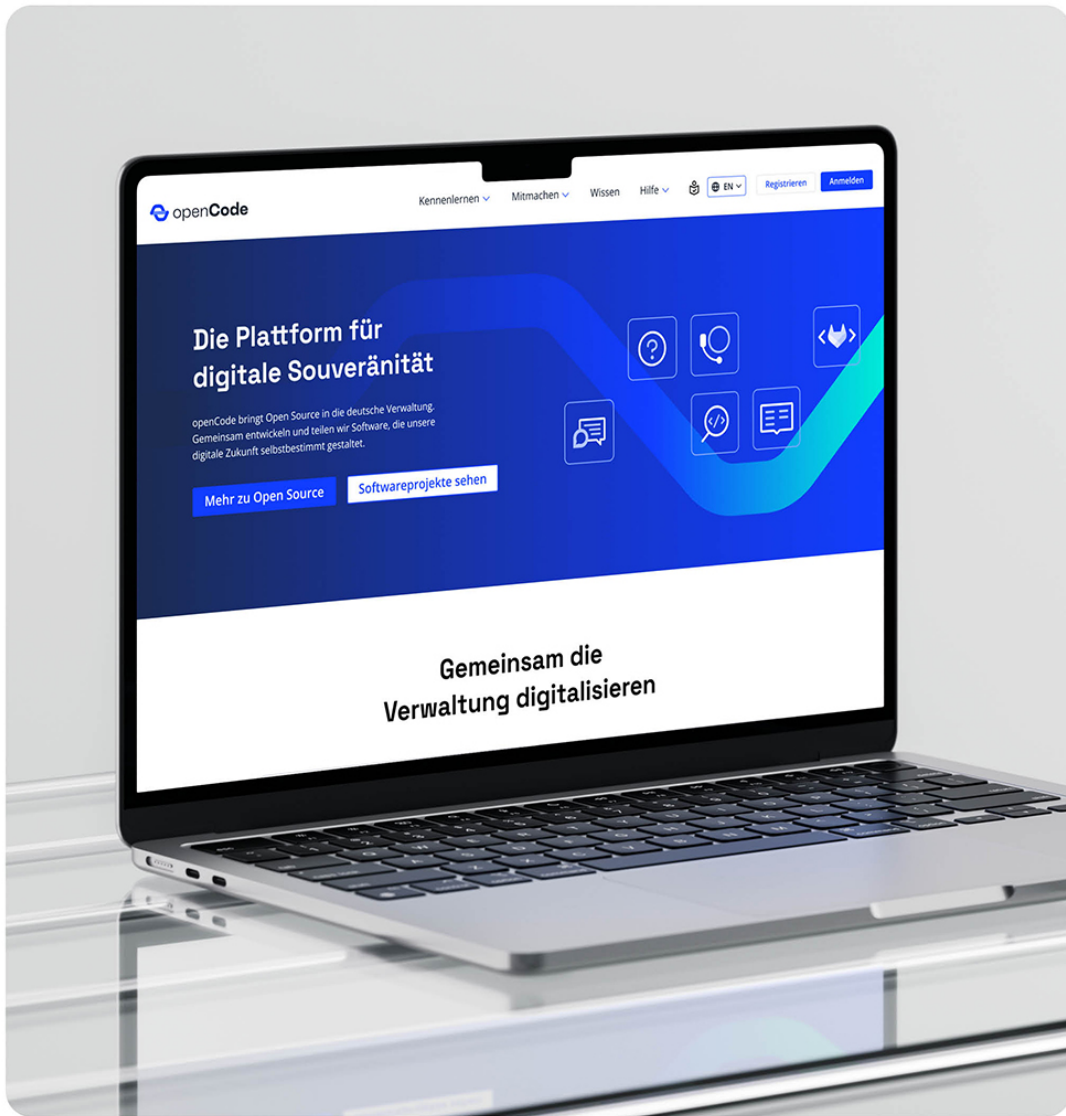 openCode
Kennenlernen
Mitmachen
Wissen
Hilfe
EN
Registrieren
Anmelden
Die Plattform für
digitale Souveränität
openCode bringt Open Source in die deutsche Verwaltung.
Gemeinsam entwickeln und teilen wir Software, die unsere
digitale Zukunft selbstbestimmt gestaltet.
Mehr zu Open Source
Softwareprojekte sehen
Gemeinsam die
Verwaltung digitalisieren